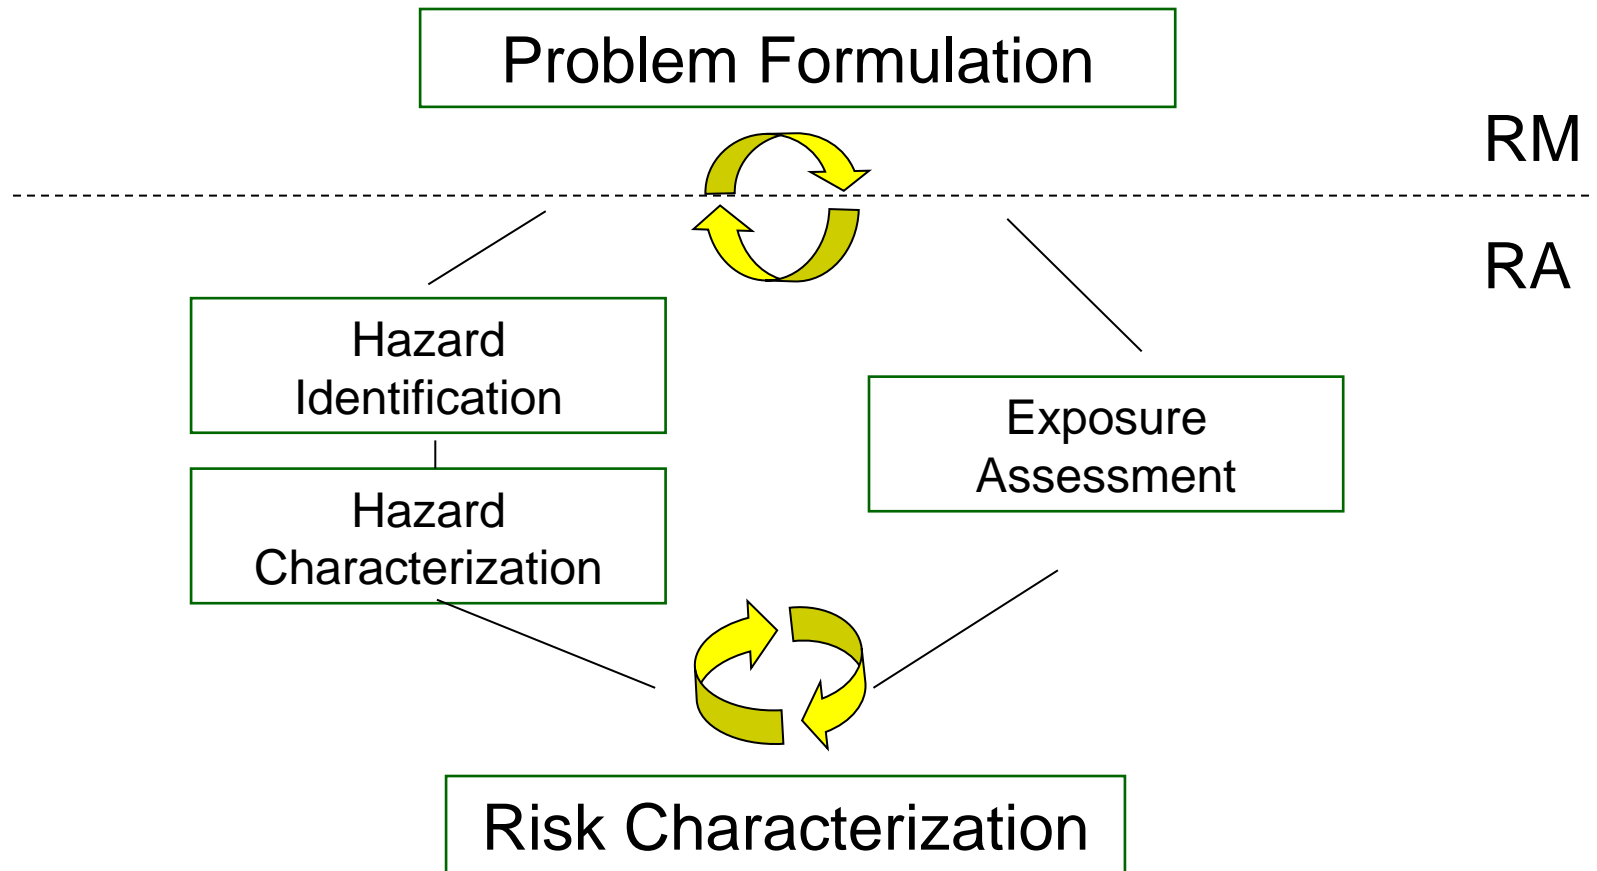 Problem Formulation
RM
RA
Hazard
Identification
Exposure
Assessment
Hazard
Characterization
Risk Characterization